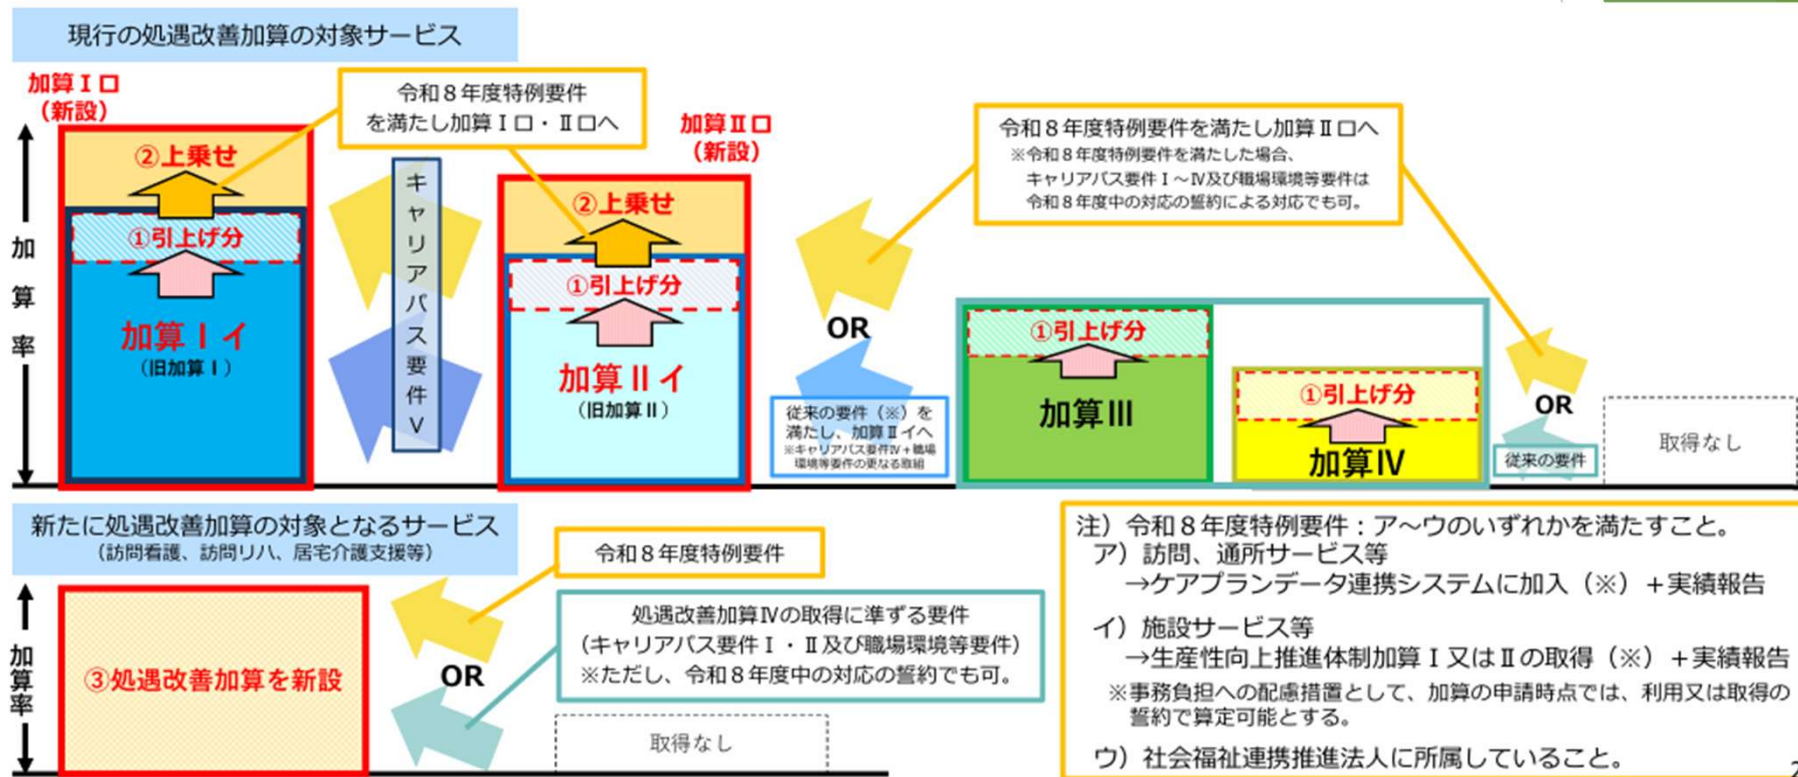 現行の処遇改善加算の対象サービス
加算Ⅰロ
（新設）
②上乗せ
①引上げ分
加算Ⅰイ
（旧加算Ⅰ）
加算率
令和８年度特例要件
を満たし加算Ⅰロ・Ⅱロへ
キャリアパス要件Ⅴ
加算Ⅱロ
（新設）
②上乗せ
①引上げ分
加算Ⅱイ
（旧加算Ⅱ）
令和８年度特例要件を満たし加算Ⅱロへ
※令和８年度特例要件を満たした場合、
キャリアパス要件Ⅰ～Ⅳ及び職場環境等要件は
令和８年度中の対応の誓約による対応でも可。
OR
従来の要件（※）を
満たし、加算Ⅱイへ
※キャリアパス要件Ⅳ＋職場
環境等要件の更なる取組
①引上げ分
加算Ⅲ
①引上げ分
加算Ⅳ
OR
従来の要件
取得なし
新たに処遇改善加算の対象となるサービス
（訪問看護、訪問リハ、居宅介護支援等）
加算率
③処遇改善加算を新設
令和８年度特例要件
OR
処遇改善加算Ⅳの取得に準ずる要件
（キャリアパス要件Ⅰ・Ⅱ及び職場環境等要件）
※ただし、令和８年度中の対応の誓約でも可。
取得なし
注）令和８年度特例要件：ア～ウのいずれかを満たすこと。
ア）訪問、通所サービス等
→ケアプランデータ連携システムに加入（※）＋実績報告
イ）施設サービス等
→生産性向上推進体制加算Ⅰ又はⅡの取得（※）＋実績報告
※事務負担への配慮措置として、加算の申請時点では、利用又は取得の
誓約で算定可能とする。
ウ）社会福祉連携推進法人に所属していること。